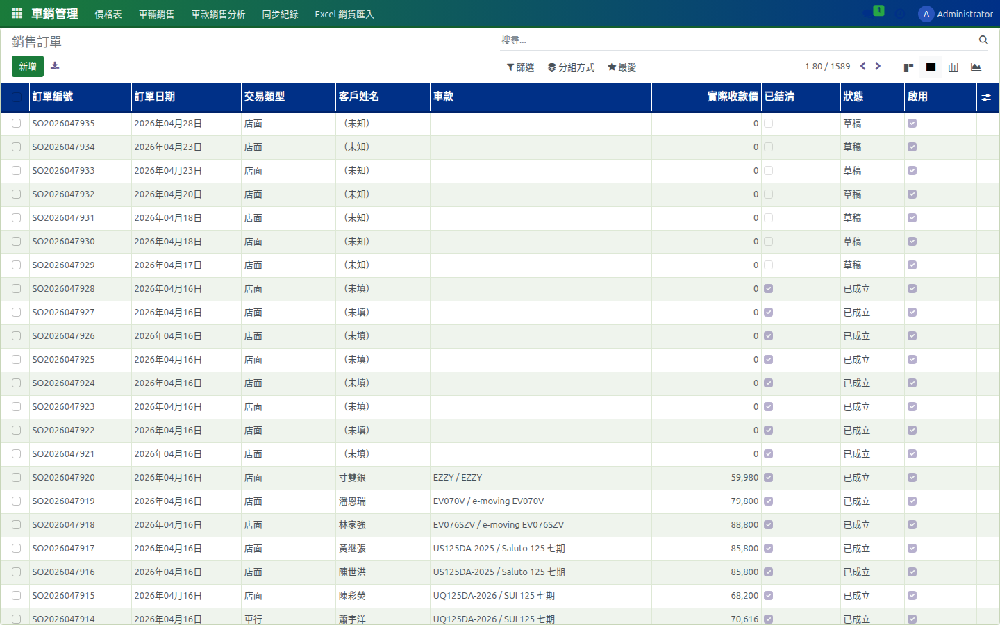 車銷管理 價格表 車輛銷售 車款銷售分析 同步紀錄 Excel 銷貨匯入 1 A Administrator
銷售訂單 搜尋...
新增 篩選 分組方式 最愛 1-80 / 1589
訂單編號 訂單日期 交易類型 客戶姓名 車款 實際收款價 已結清 狀態 啟用
SO2026047935 2026年04月28日 店面 （未知） 0 草稿
SO2026047934 2026年04月23日 店面 （未知） 0 草稿
SO2026047933 2026年04月23日 店面 （未知） 0 草稿
SO2026047932 2026年04月20日 店面 （未知） 0 草稿
SO2026047931 2026年04月18日 店面 （未知） 0 草稿
SO2026047930 2026年04月18日 店面 （未知） 0 草稿
SO2026047929 2026年04月17日 店面 （未知） 0 草稿
SO2026047928 2026年04月16日 店面 （未填） 0 已成立
SO2026047927 2026年04月16日 店面 （未填） 0 已成立
SO2026047926 2026年04月16日 店面 （未填） 0 已成立
SO2026047925 2026年04月16日 店面 （未填） 0 已成立
SO2026047924 2026年04月16日 店面 （未填） 0 已成立
SO2026047923 2026年04月16日 店面 （未填） 0 已成立
SO2026047922 2026年04月16日 店面 （未填） 0 已成立
SO2026047921 2026年04月16日 店面 （未填） 0 已成立
SO2026047920 2026年04月16日 店面 寸雙銀 EZZY / EZZY 59,980 已成立
SO2026047919 2026年04月16日 店面 潘恩瑞 EV070V / e-moving EV070V 79,800 已成立
SO2026047918 2026年04月16日 店面 林家強 EV076SZV / e-moving EV076SZV 88,800 已成立
SO2026047917 2026年04月16日 店面 黃继張 US125DA-2025 / Saluto 125 七期 85,800 已成立
SO2026047916 2026年04月16日 店面 陳世洪 US125DA-2025 / Saluto 125 七期 85,800 已成立
SO2026047915 2026年04月16日 店面 陳彩熒 UQ125DA-2026 / SUI 125 七期 68,200 已成立
SO2026047914 2026年04月16日 車行 蕭宇洋 UQ125DA-2026 / SUI 125 七期 70,616 已成立